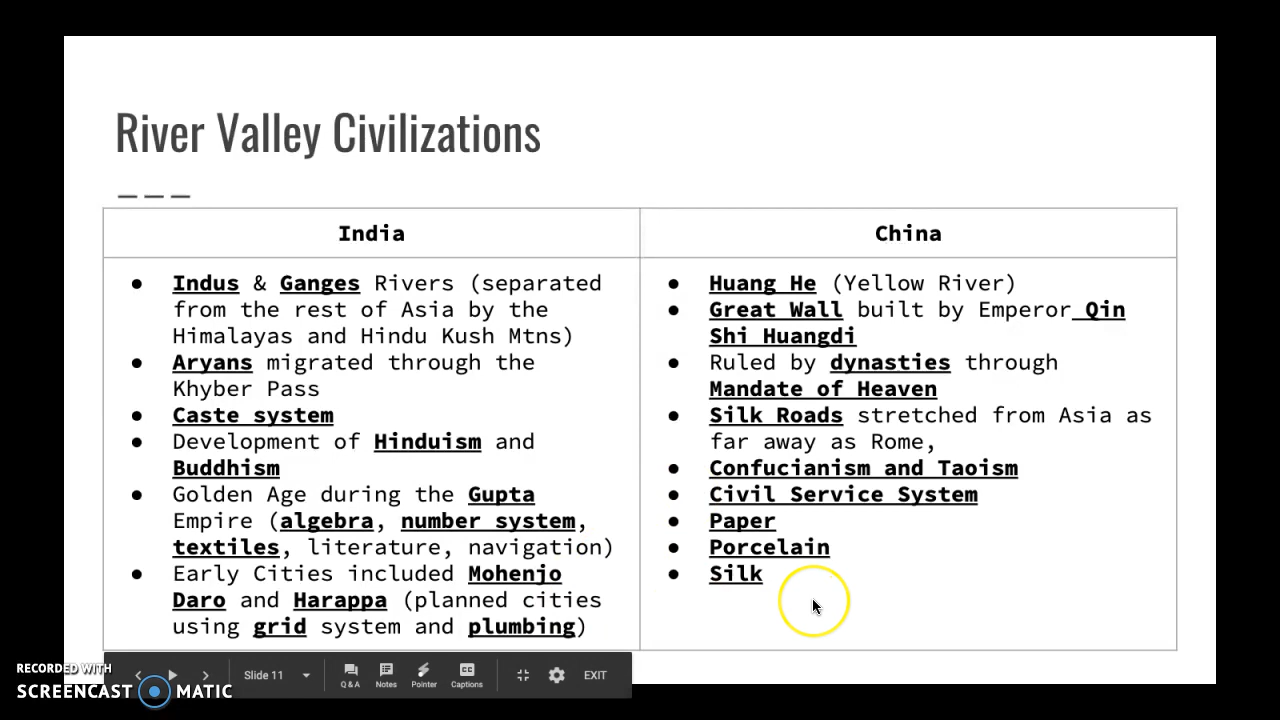 River Valley Civilizations
India
● Indus & Ganges Rivers (separated
from the rest of Asia by the
Himalayas and Hindu Kush Mtns)
● Aryans migrated through the
Khyber Pass
● Caste system
● Development of Hinduism and
Buddhism
● Golden Age during the Gupta
Empire (algebra, number system,
textiles, literature, navigation)
● Early Cities included Mohenjo
Daro and Harappa (planned cities
using grid system and plumbing)
China
● Huang He (Yellow River)
● Great Wall built by Emperor Qin
Shi Huangdi
● Ruled by dynasties through
Mandate of Heaven
● Silk Roads stretched from Asia as
far away as Rome,
● Confucianism and Taoism
● Civil Service System
● Paper
● Porcelain
● Silk
Slide 11
Q & A
Notes
Pointer
Captions
EXIT
RECORDED WITH
SCREENCAST MATIC